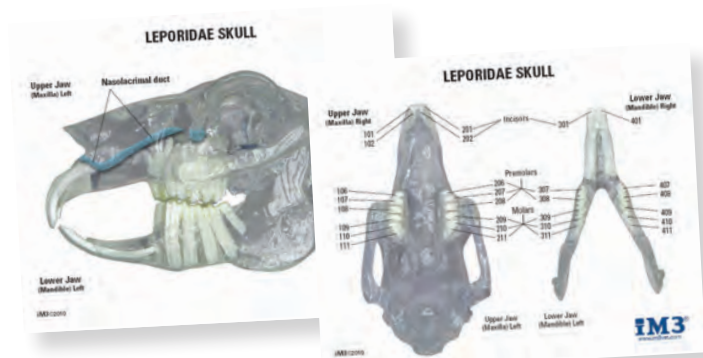 LEPORIDAE SKULL
Upper Jaw
(Maxilla) Left
Nasolacrimal duct
Lower Jaw
(Mandible) Left
LEPORIDAE SKULL
Upper Jaw
(Maxilla) Right
101
102
201
202
Incisors
301
401
Lower Jaw
(Mandible) Right
106
107
108
206
207
208
Premolars
307
308
407
408
109
110
111
209
210
211
Molars
309
310
311
409
410
411
Upper Jaw
(Maxilla) Left
Lower Jaw
(Mandible) Left
iM3®